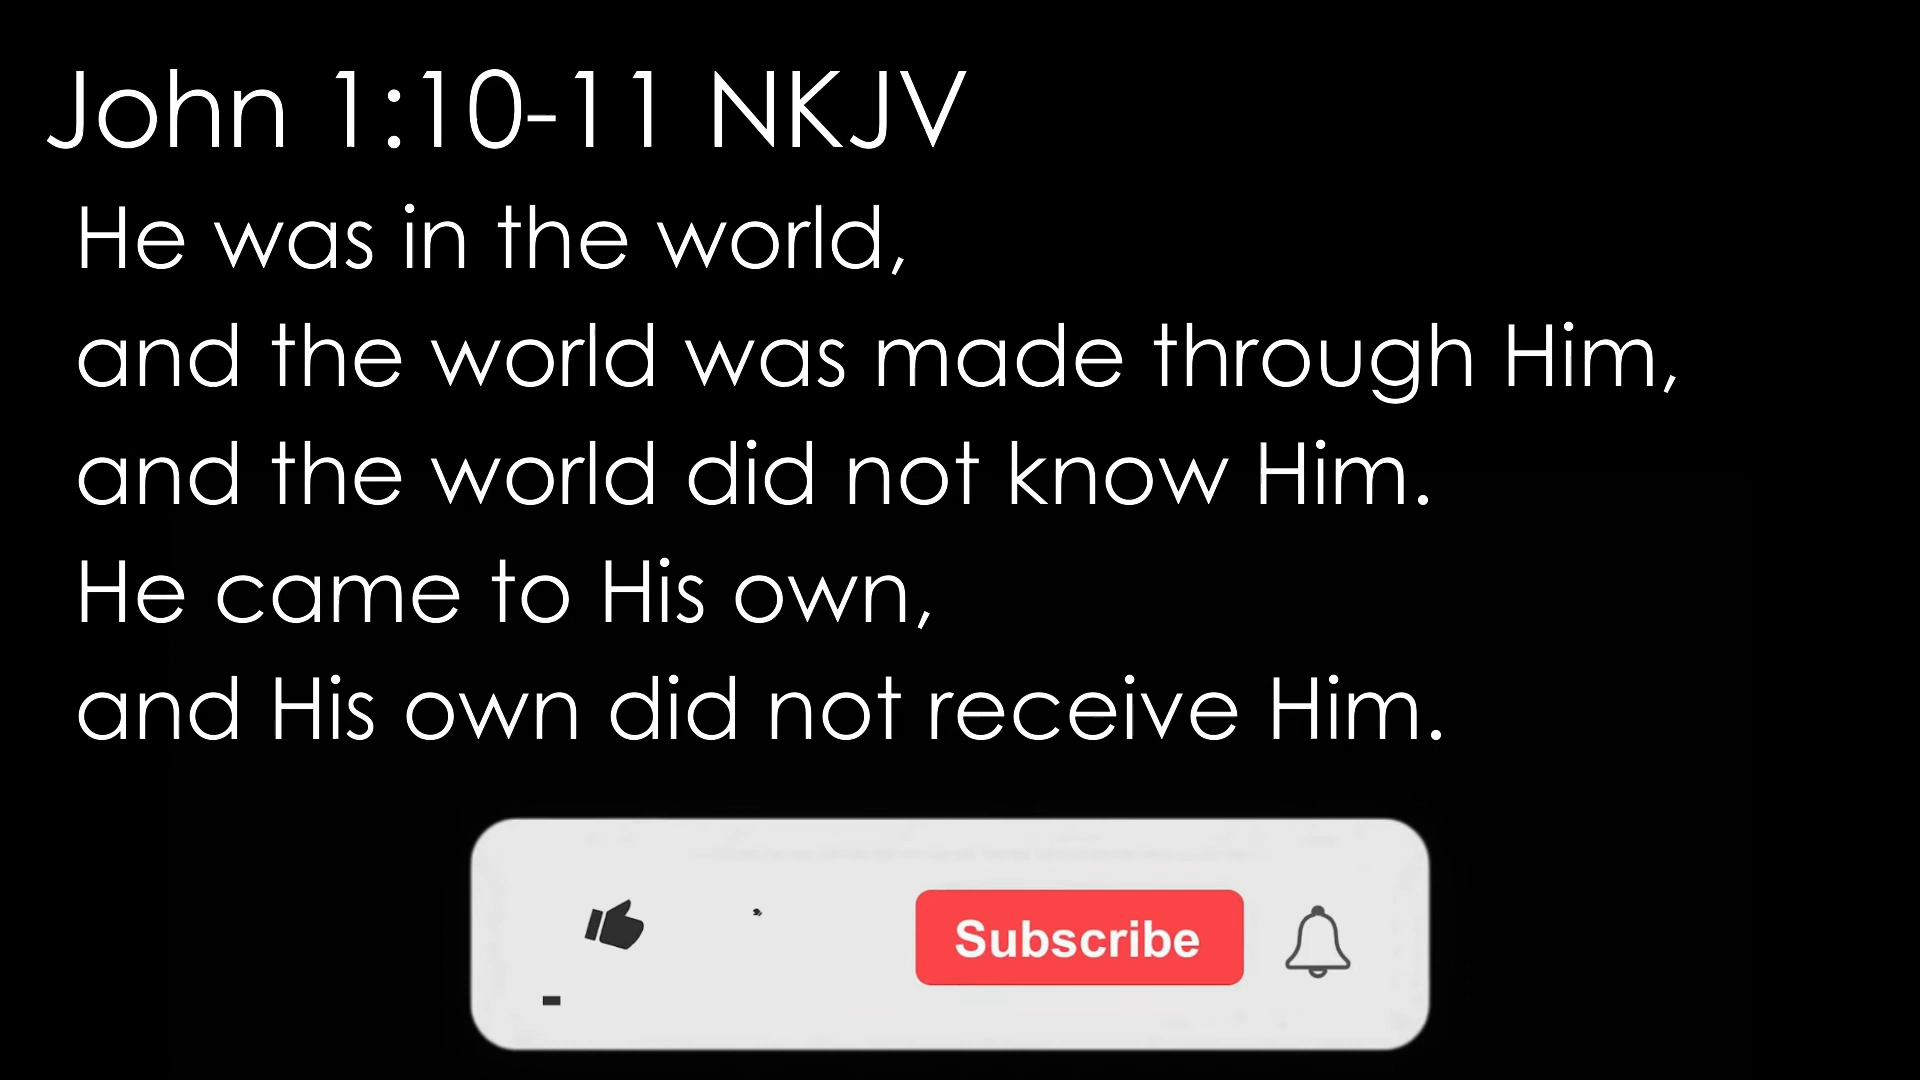 John 1:10-11 NKJV
He was in the world,
and the world was made through Him,
and the world did not know Him.
He came to His own,
and His own did not receive Him.
Subscribe